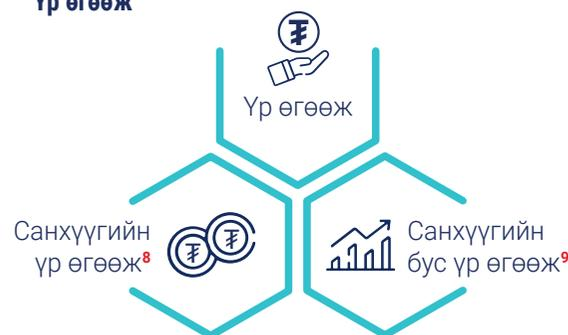 Үр өгөөж
Үр өгөөж
Санхүүгийн
үр өгөөж⁸
Санхүүгийн
бус үр өгөөж⁹